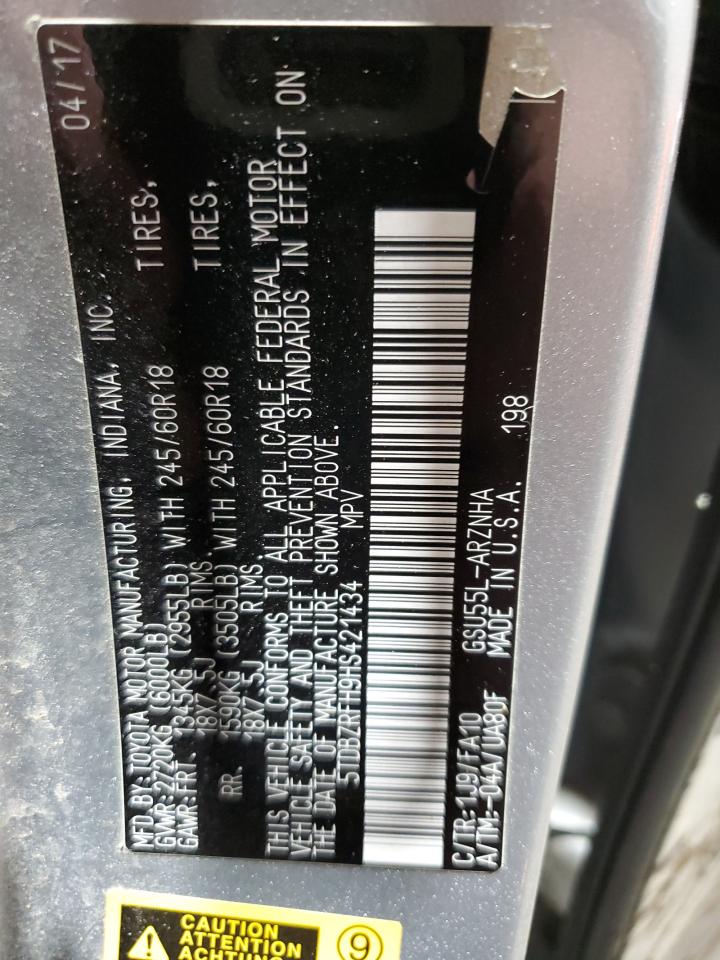 04/17
MFD BY: TOYOTA MOTOR MANUFACTURING, INDIANA, INC.
GVWR:2720KG (6000LB)
GAWR:FRT. 1345KG (2955LB) WITH 245/60R18 TIRES,
18X7.5J RIMS.
RR. 1590KG (3505LB) WITH 245/60R18 TIRES,
18X7.5J RIMS.
THIS VEHICLE CONFORMS TO ALL APPLICABLE FEDERAL MOTOR
VEHICLE SAFETY AND THEFT PREVENTION STANDARDS IN EFFECT ON
THE DATE OF MANUFACTURE SHOWN ABOVE.
5TDBZRFH9HS421434 MPV
C/TR:1J9/FA10 GSU55L-ARZNHA
A/TM:-04A/UA80F MADE IN U.S.A. 198
CAUTION
ATTENTION
ACHTUNG
9